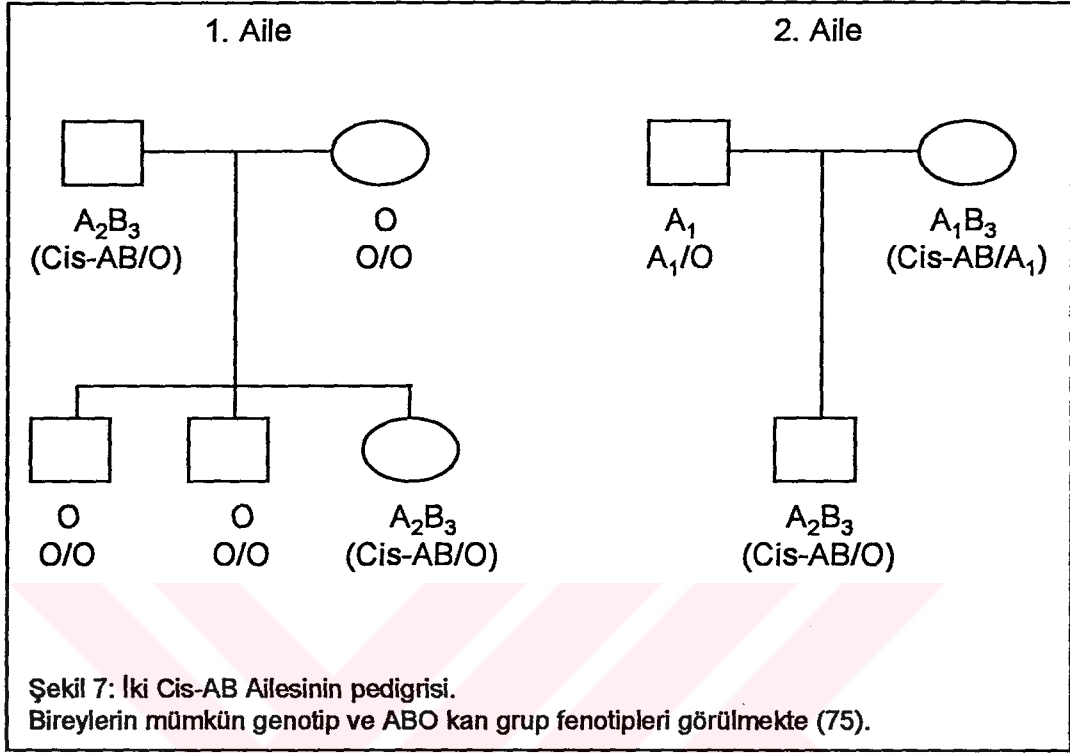 1. Aile
2. Aile
A₂B₃
(Cis-AB/O)
O
O/O
A₁
A₁/O
A₁B₃
(Cis-AB/A₁)
O
O/O
O
O/O
A₂B₃
(Cis-AB/O)
A₂B₃
(Cis-AB/O)
Şekil 7: İki Cis-AB Ailesinin pedigrisi.
Bireylerin mümkün genotip ve ABO kan grup fenotipleri görülmekte (75).